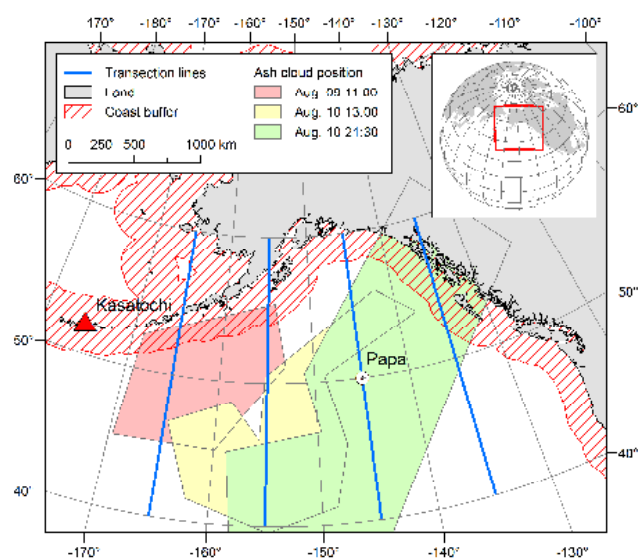 -170° -160° -170° -160° -150° -140° -130° -120° -110° -100°
Transection lines
Land
Coast buffer
0 250 500 1000 km
Ash cloud position
Aug. 09 11:00
Aug. 10 13:00
Aug. 10 21:30
60°
60°
50°
50°
40°
40°
Kasatochi
Papa
-170° -160° -150° -140° -130°